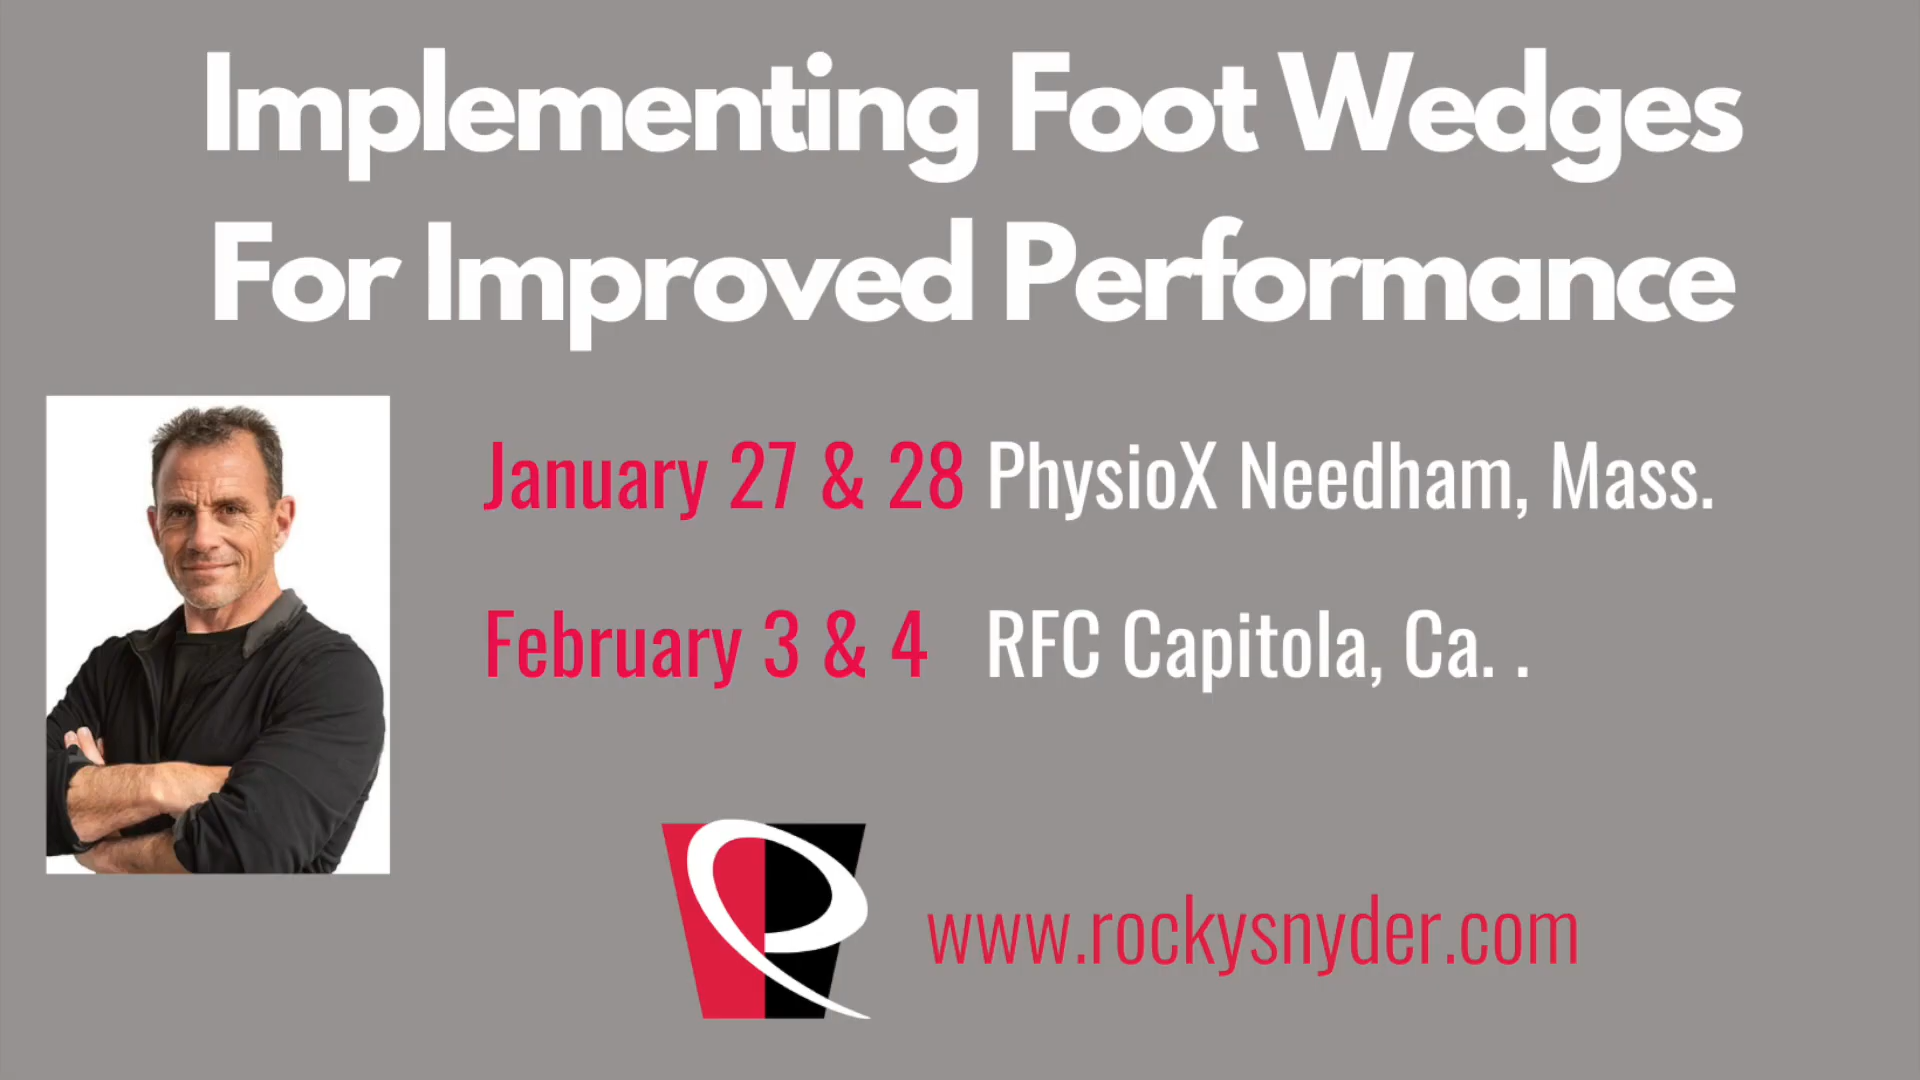 Implementing Foot Wedges
For Improved Performance
January 27 & 28 PhysioX Needham, Mass.
February 3 & 4 RFC Capitola, Ca. .
www.rockysnyder.com